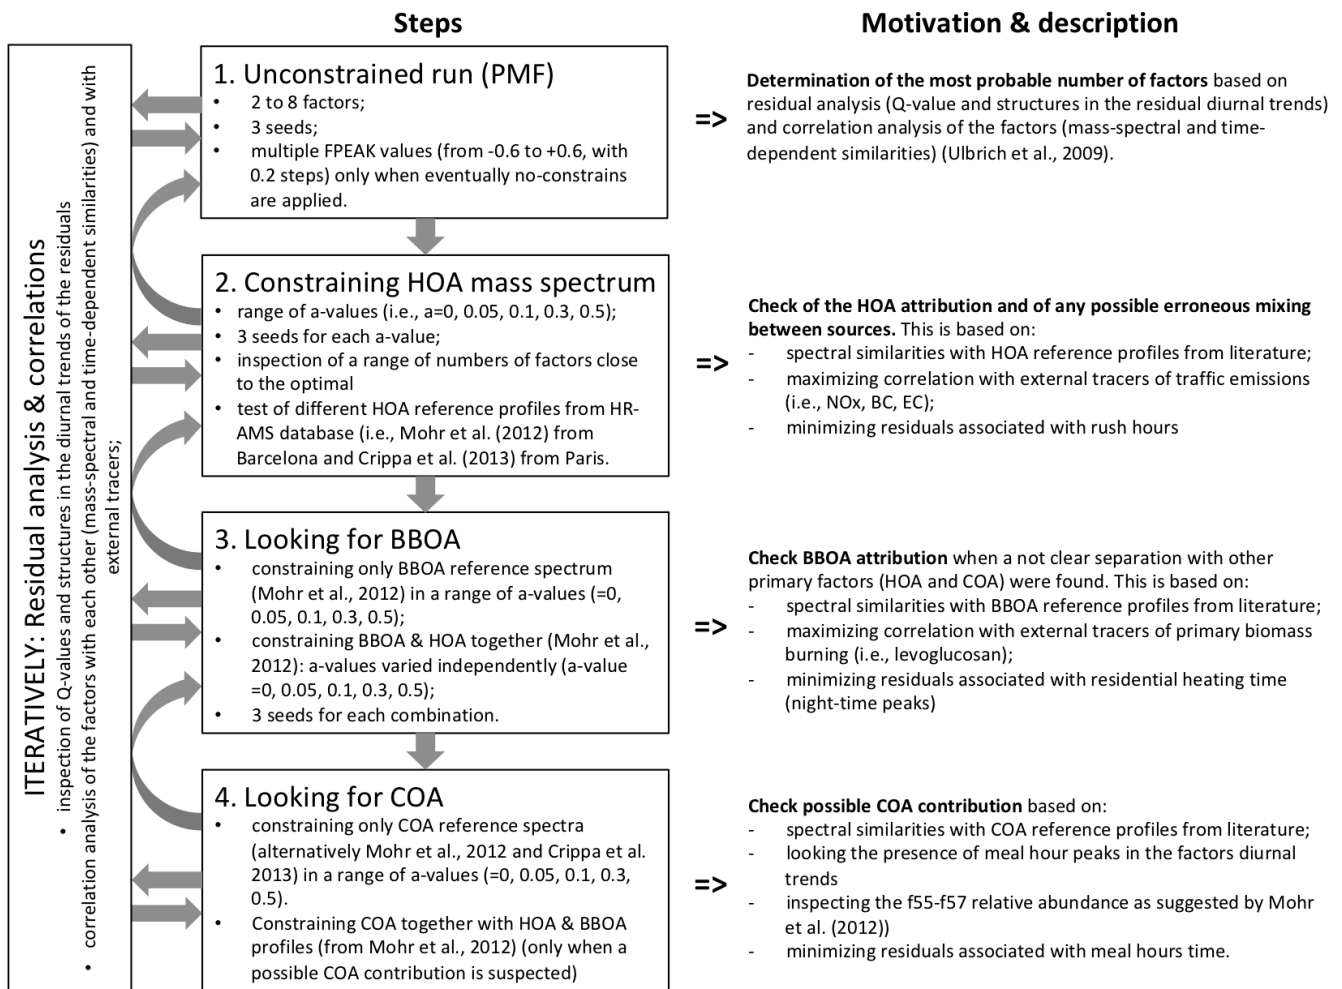 Steps
Motivation & description
ITERATIVELY: Residual analysis & correlations
• inspection of Q-values and structures in the diurnal trends of the residuals
• correlation analysis of the factors with each other (mass-spectral and time-dependent similarities) and with
external tracers;
1. Unconstrained run (PMF)
• 2 to 8 factors;
• 3 seeds;
• multiple FPEAK values (from -0.6 to +0.6, with
0.2 steps) only when eventually no-constrains
are applied.
=>
Determination of the most probable number of factors based on
residual analysis (Q-value and structures in the residual diurnal trends)
and correlation analysis of the factors (mass-spectral and time-
dependent similarities) (Ulbrich et al., 2009).
2. Constraining HOA mass spectrum
• range of a-values (i.e., a=0, 0.05, 0.1, 0.3, 0.5);
• 3 seeds for each a-value;
• inspection of a range of numbers of factors close
to the optimal
• test of different HOA reference profiles from HR-
AMS database (i.e., Mohr et al. (2012) from
Barcelona and Crippa et al. (2013) from Paris.
=>
Check of the HOA attribution and of any possible erroneous mixing
between sources. This is based on:
- spectral similarities with HOA reference profiles from literature;
- maximizing correlation with external tracers of traffic emissions
(i.e., NOx, BC, EC);
- minimizing residuals associated with rush hours
3. Looking for BBOA
• constraining only BBOA reference spectrum
(Mohr et al., 2012) in a range of a-values (=0,
0.05, 0.1, 0.3, 0.5);
• constraining BBOA & HOA together (Mohr et al.,
2012): a-values varied independently (a-value
=0, 0.05, 0.1, 0.3, 0.5);
• 3 seeds for each combination.
=>
Check BBOA attribution when a not clear separation with other
primary factors (HOA and COA) were found. This is based on:
- spectral similarities with BBOA reference profiles from literature;
- maximizing correlation with external tracers of primary biomass
burning (i.e., levoglucosan);
- minimizing residuals associated with residential heating time
(night-time peaks)
4. Looking for COA
• constraining only COA reference spectra
(alternatively Mohr et al., 2012 and Crippa et al.
2013) in a range of a-values (=0, 0.05, 0.1, 0.3,
0.5).
• Constraining COA together with HOA & BBOA
profiles (from Mohr et al., 2012) (only when a
possible COA contribution is suspected)
=>
Check possible COA contribution based on:
- spectral similarities with COA reference profiles from literature;
- looking the presence of meal hour peaks in the factors diurnal
trends
- inspecting the f55-f57 relative abundance as suggested by Mohr
et al. (2012))
- minimizing residuals associated with meal hours time.